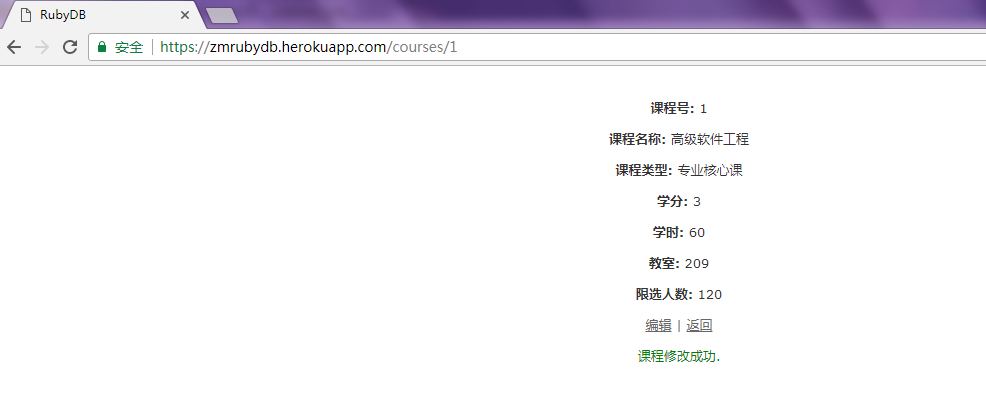 RubyDB
安全 https://zmrubydb.herokuapp.com/courses/1
课程号: 1
课程名称: 高级软件工程
课程类型: 专业核心课
学分: 3
学时: 60
教室: 209
限选人数: 120
编辑 | 返回
课程修改成功.